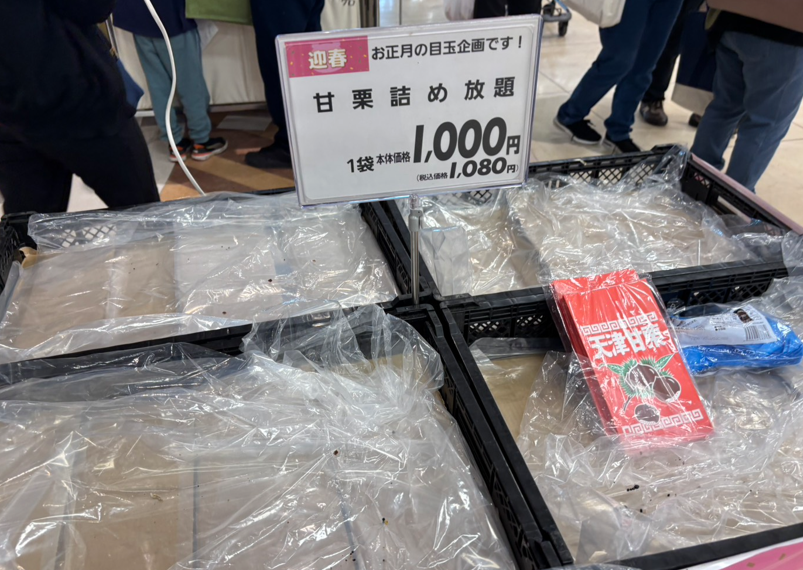 迎春
お正月の目玉企画です！
甘栗詰め放題
1袋本体価格1,000円
(税込価格1,080円)
天津甘栗